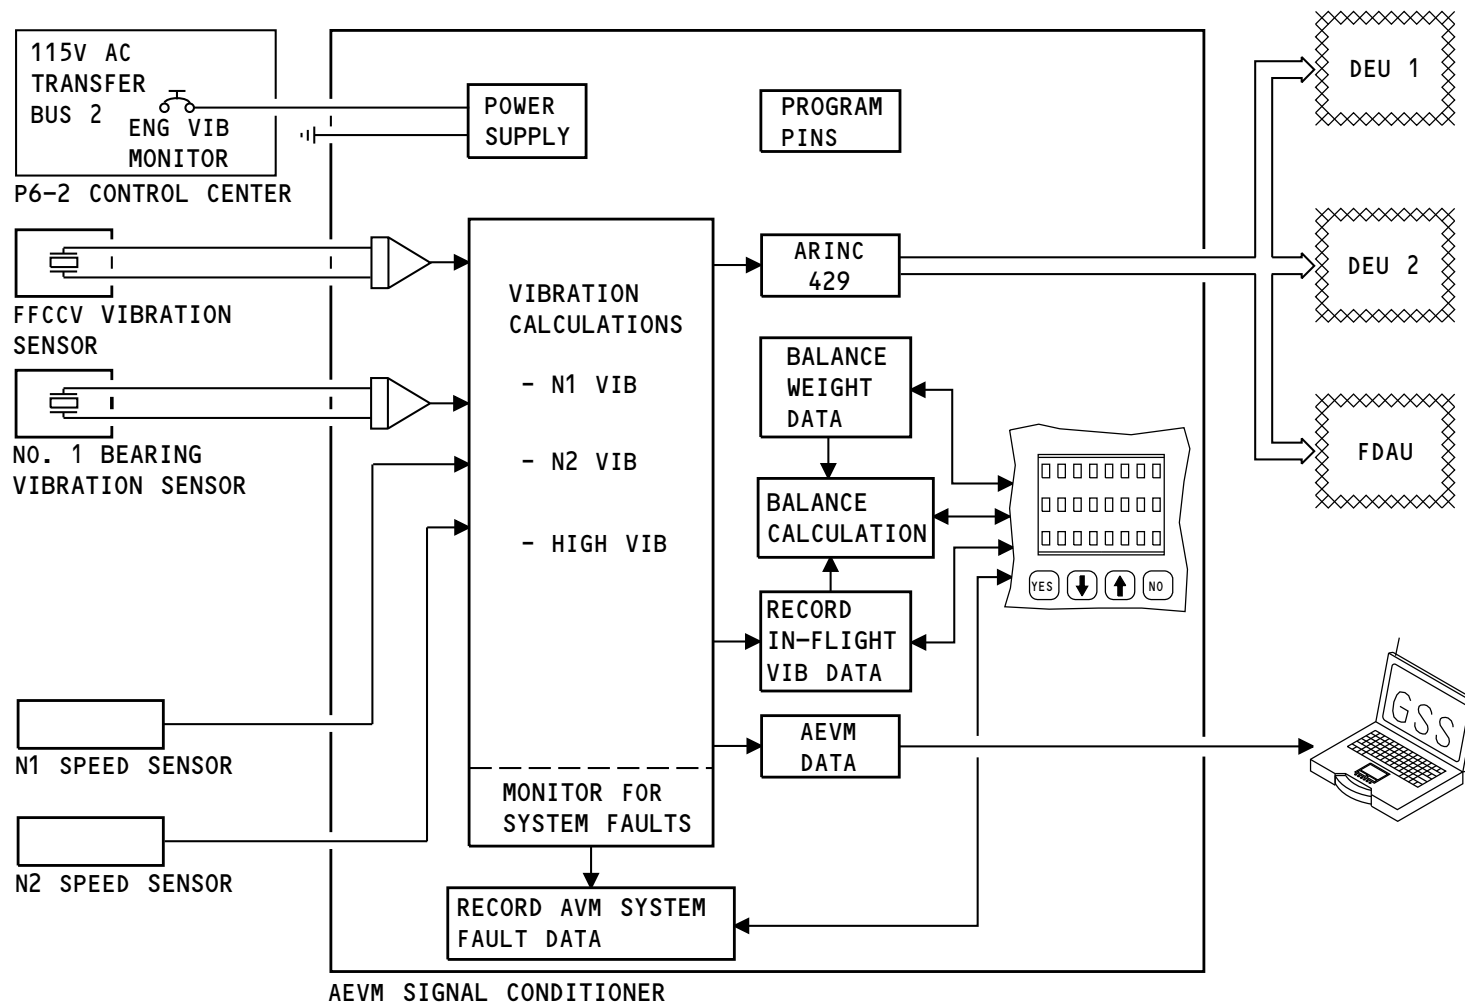 115V AC
TRANSFER
BUS 2
ENG VIB
MONITOR
P6-2 CONTROL CENTER
POWER
SUPPLY
PROGRAM
PINS
DEU 1
FFCCV VIBRATION
SENSOR
NO. 1 BEARING
VIBRATION SENSOR
N1 SPEED SENSOR
N2 SPEED SENSOR
VIBRATION
CALCULATIONS
- N1 VIB
- N2 VIB
- HIGH VIB
MONITOR FOR
SYSTEM FAULTS
RECORD AVM SYSTEM
FAULT DATA
ARINC
429
BALANCE
WEIGHT
DATA
BALANCE
CALCULATION
RECORD
IN-FLIGHT
VIB DATA
AEVM
DATA
YES
NO
DEU 2
FDAU
GSS
AEVM SIGNAL CONDITIONER